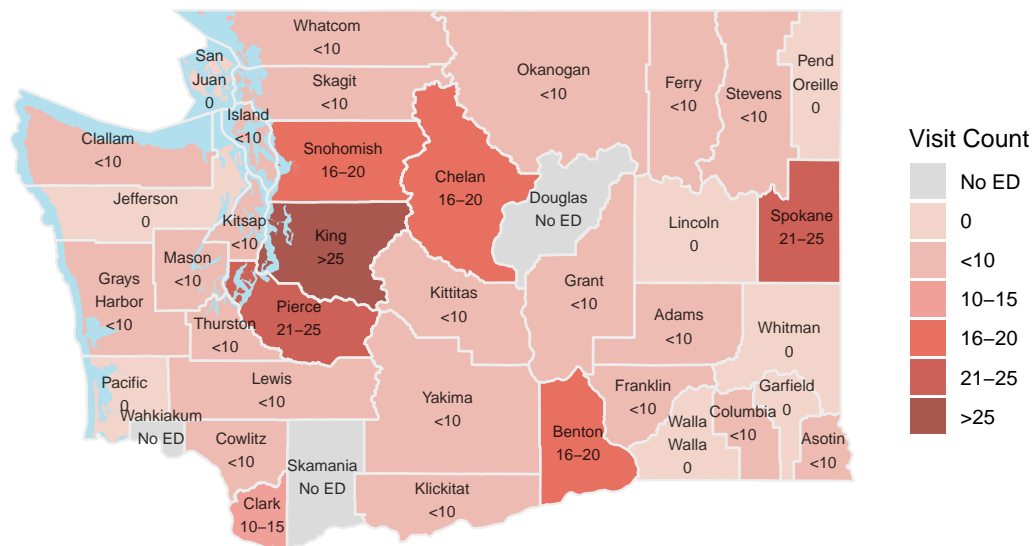 Whatcom
<10
San
Juan
0
Skagit
<10
Island
<10
Okanogan
<10
Ferry
<10
Stevens
<10
Pend
Oreille
0
Clallam
<10
Snohomish
16–20
Chelan
16–20
Douglas
No ED
Jefferson
0
Kitsap
<10
King
>25
Lincoln
0
Spokane
21–25
Mason
<10
Grays
Harbor
<10
Pierce
21–25
Kittitas
<10
Grant
<10
Thurston
<10
Adams
<10
Whitman
0
Pacific
0
Lewis
<10
Yakima
<10
Franklin
<10
Garfield
0
Wahkiakum
No ED
Cowlitz
<10
Skamania
No ED
Benton
16–20
Walla
Walla
0
Columbia
<10
Asotin
<10
Clark
10–15
Klickitat
<10
Visit Count
No ED
0
<10
10–15
16–20
21–25
>25